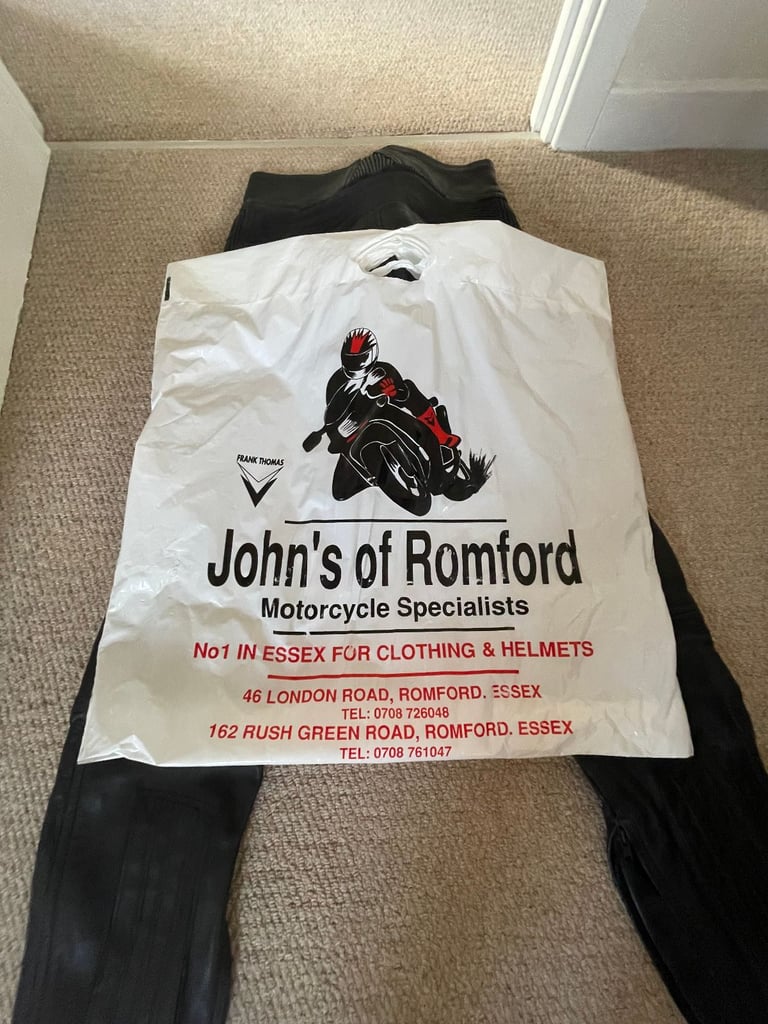 FRANK THOMAS
John's of Romford
Motorcycle Specialists
No1 IN ESSEX FOR CLOTHING & HELMETS
46 LONDON ROAD, ROMFORD. ESSEX
TEL: 0708 726048
162 RUSH GREEN ROAD, ROMFORD. ESSEX
TEL: 0708 761047